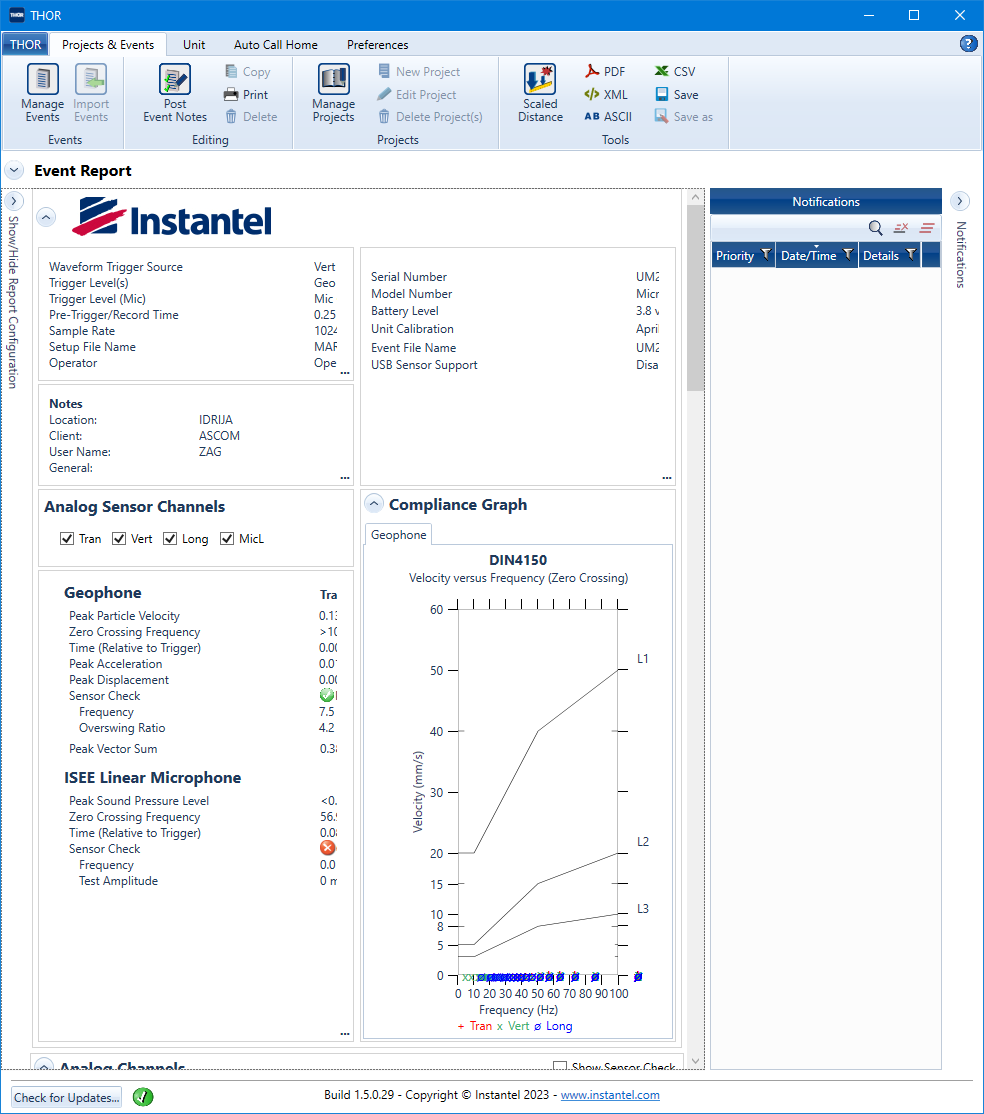 THOR
THOR Projects & Events Unit Auto Call Home Preferences
Manage Events
Import Events
Events
Post Event Notes
Copy
Print
Delete
Editing
Manage Projects
New Project
Edit Project
Delete Project(s)
Projects
Scaled Distance
PDF
XML
ASCII
CSV
Save
Save as
Tools
Event Report
Show/Hide Report Configuration
Instantel
Waveform Trigger Source Vert
Trigger Level(s) Geo
Trigger Level (Mic) Mic
Pre-Trigger/Record Time 0.25
Sample Rate 1024
Setup File Name MAR
Operator Ope
...
Serial Number UM2
Model Number Micr
Battery Level 3.8 v
Unit Calibration April
Event File Name UM2
USB Sensor Support Disa
...
Notes
Location: IDRIJA
Client: ASCOM
User Name: ZAG
General:
...
Analog Sensor Channels
Tran Vert Long MicL
Geophone Tra
Peak Particle Velocity 0.13
Zero Crossing Frequency >10
Time (Relative to Trigger) 0.00
Peak Acceleration 0.0
Peak Displacement 0.00
Sensor Check
Frequency 7.5
Overswing Ratio 4.2
Peak Vector Sum 0.38
ISEE Linear Microphone
Peak Sound Pressure Level <0.
Zero Crossing Frequency 56.
Time (Relative to Trigger) 0.08
Sensor Check
Frequency 0.0
Test Amplitude 0 m
...
Compliance Graph
Geophone
DIN4150
Velocity versus Frequency (Zero Crossing)
60
50
40
30
20
15
10
8
5
0
Velocity (mm/s)
L1
L2
L3
0 10 20 30 40 50 60 70 80 90 100
Frequency (Hz)
+ Tran x Vert ø Long
Analog Channels
Show Sensor Check
Notifications
Priority Date/Time Details
Notifications
Check for Updates...
Build 1.5.0.29 - Copyright © Instantel 2023 - www.instantel.com